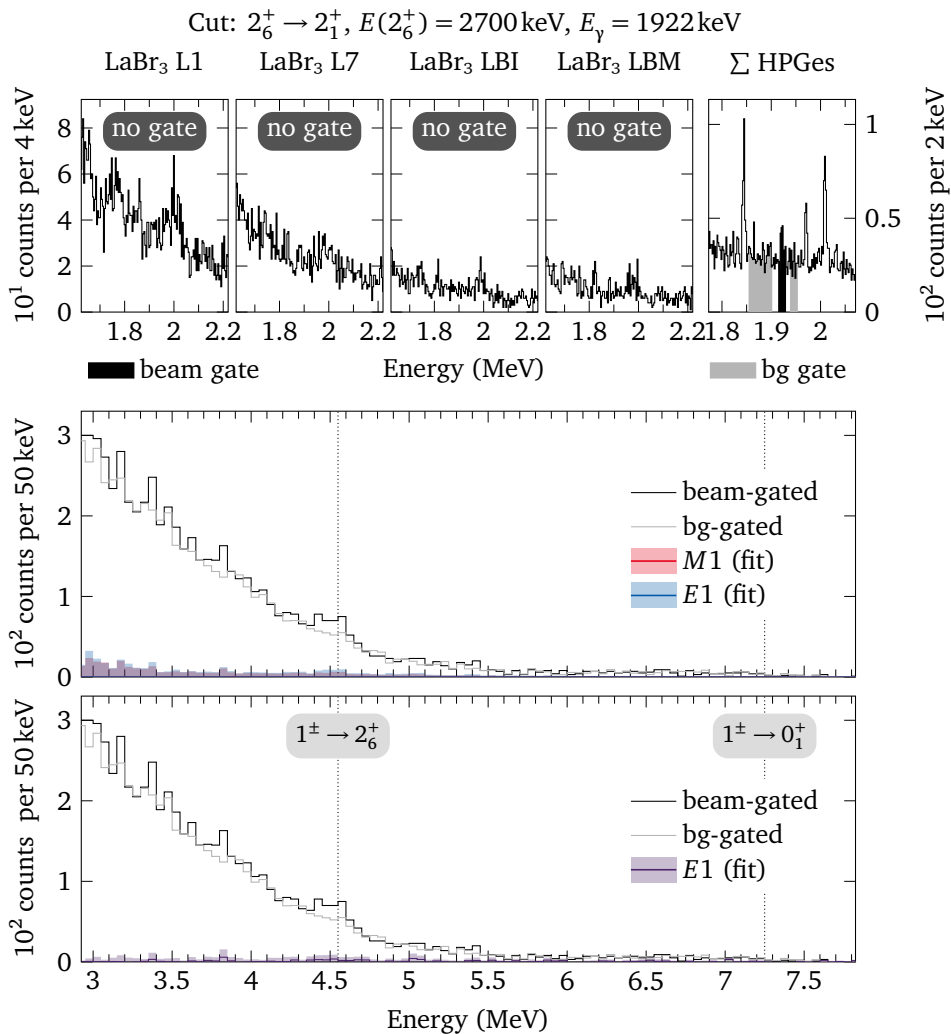 Cut: 2₆⁺ → 2₁⁺, E(2₆⁺) = 2700 keV, E_γ = 1922 keV
LaBr₃ L1 LaBr₃ L7 LaBr₃ LBI LaBr₃ LBM ∑ HPGes
no gate no gate no gate no gate
10¹ counts per 4 keV
8
6
4
2
0
10² counts per 2 keV
1
0.5
0
1.8 2 2.2 1.8 2 2.2 1.8 2 2.2 1.8 2 2.2 1.8 1.9 2
beam gate Energy (MeV) bg gate
10² counts per 50 keV
3
2
1
0
beam-gated
bg-gated
M1 (fit)
E1 (fit)
10² counts per 50 keV
3
2
1
0
1^± → 2₆⁺ 1^± → 0₁⁺
beam-gated
bg-gated
E1 (fit)
3 3.5 4 4.5 5 5.5 6 6.5 7 7.5
Energy (MeV)